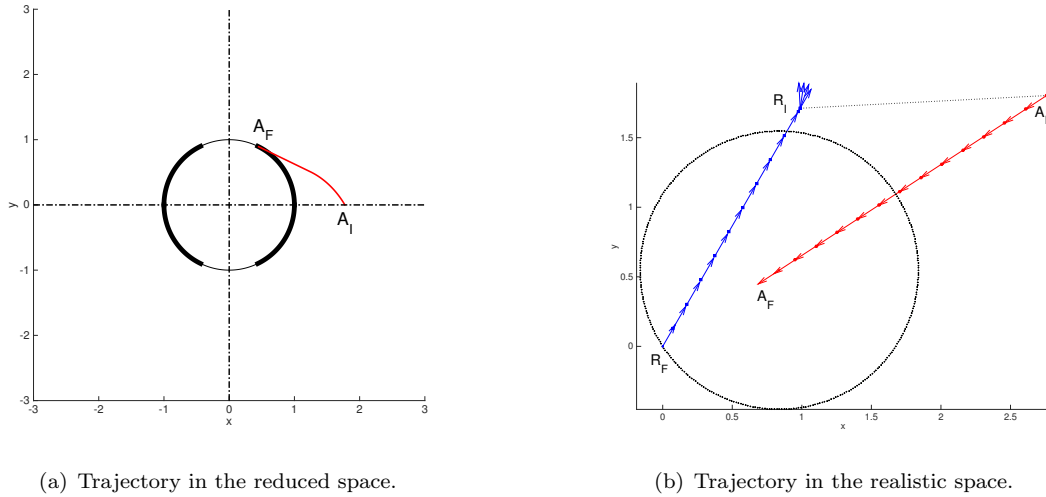 3
2
1
0
-1
-2
-3
-3
-2
-1
0
1
2
3
x
y
A_F
A_I
1.5
1
0.5
0
0
0.5
1
1.5
2
2.5
x
y
R_I
R_F
A_F
(a) Trajectory in the reduced space.
(b) Trajectory in the realistic space.